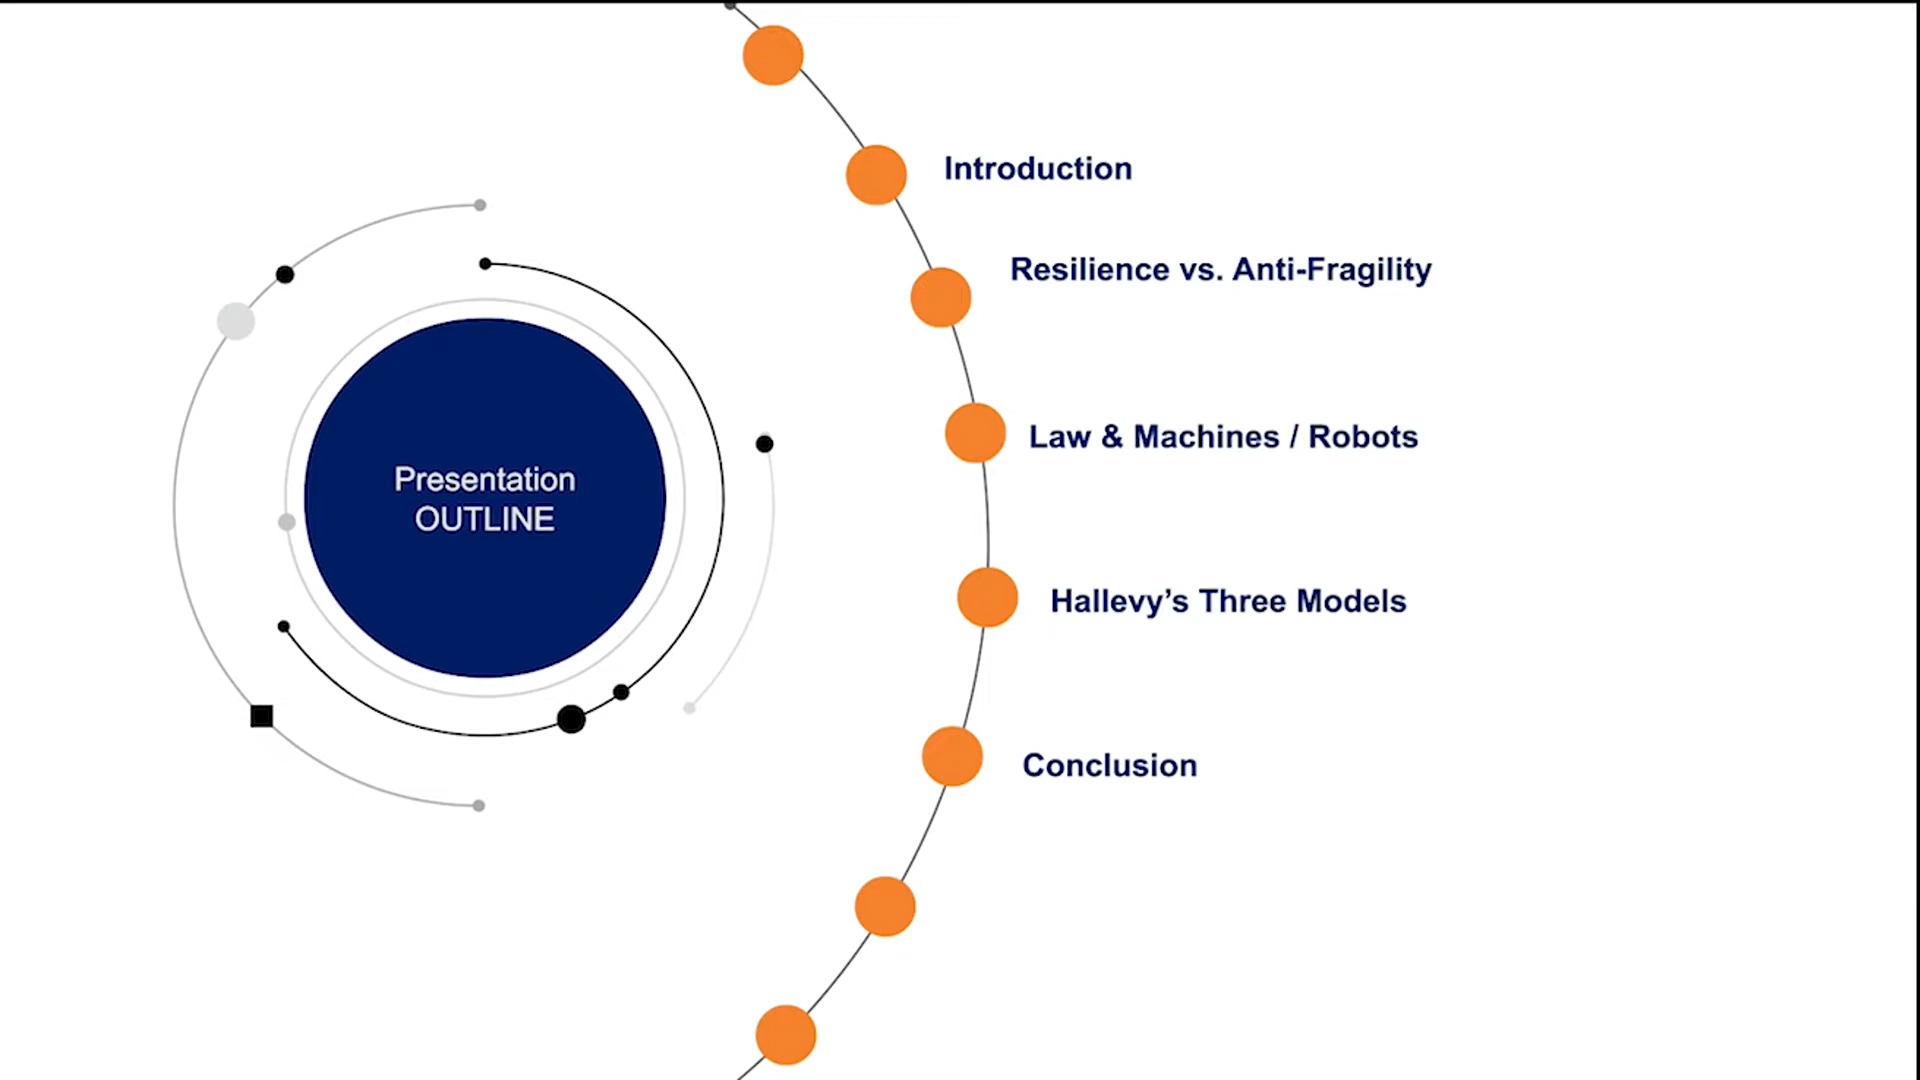 Presentation
OUTLINE
Introduction
Resilience vs. Anti-Fragility
Law & Machines / Robots
Hallevy’s Three Models
Conclusion